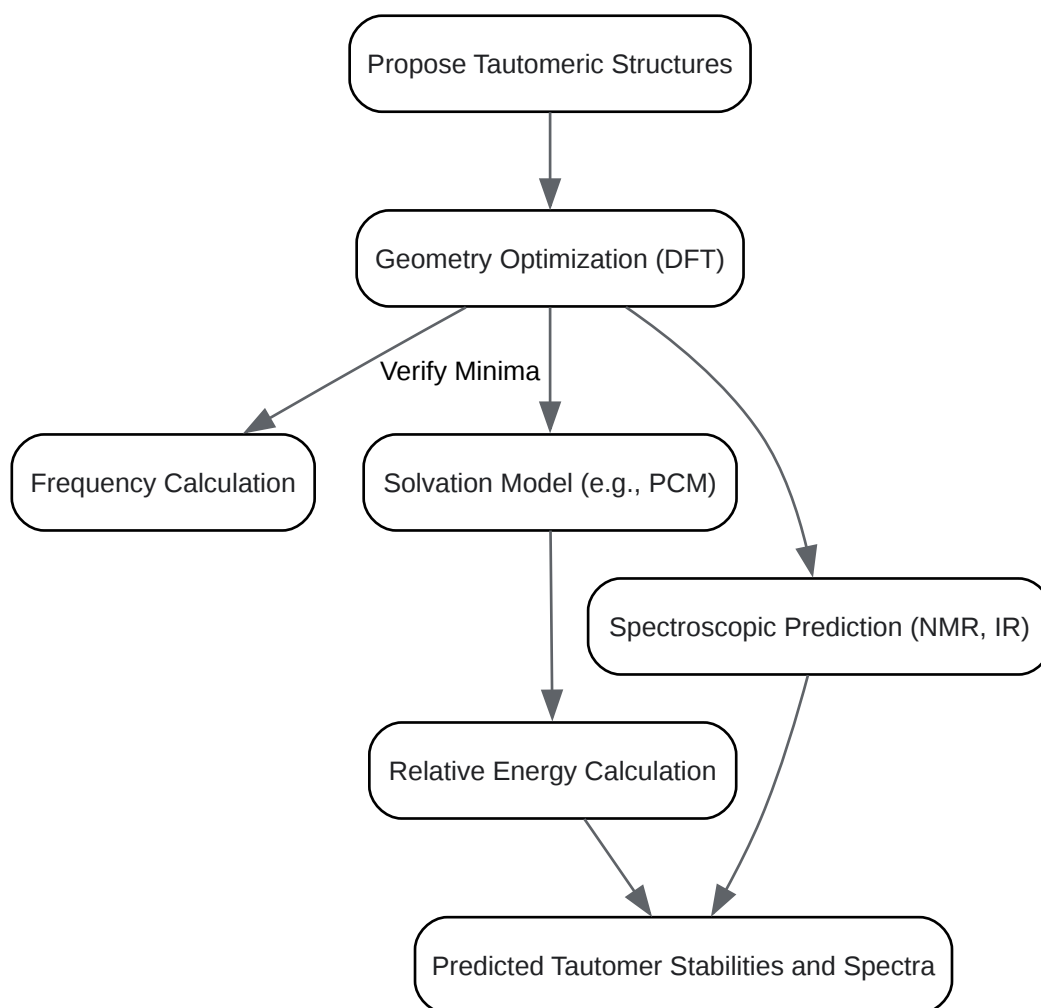 Propose Tautomeric Structures
Geometry Optimization (DFT)
Verify Minima
Frequency Calculation
Solvation Model (e.g., PCM)
Spectroscopic Prediction (NMR, IR)
Relative Energy Calculation
Predicted Tautomer Stabilities and Spectra